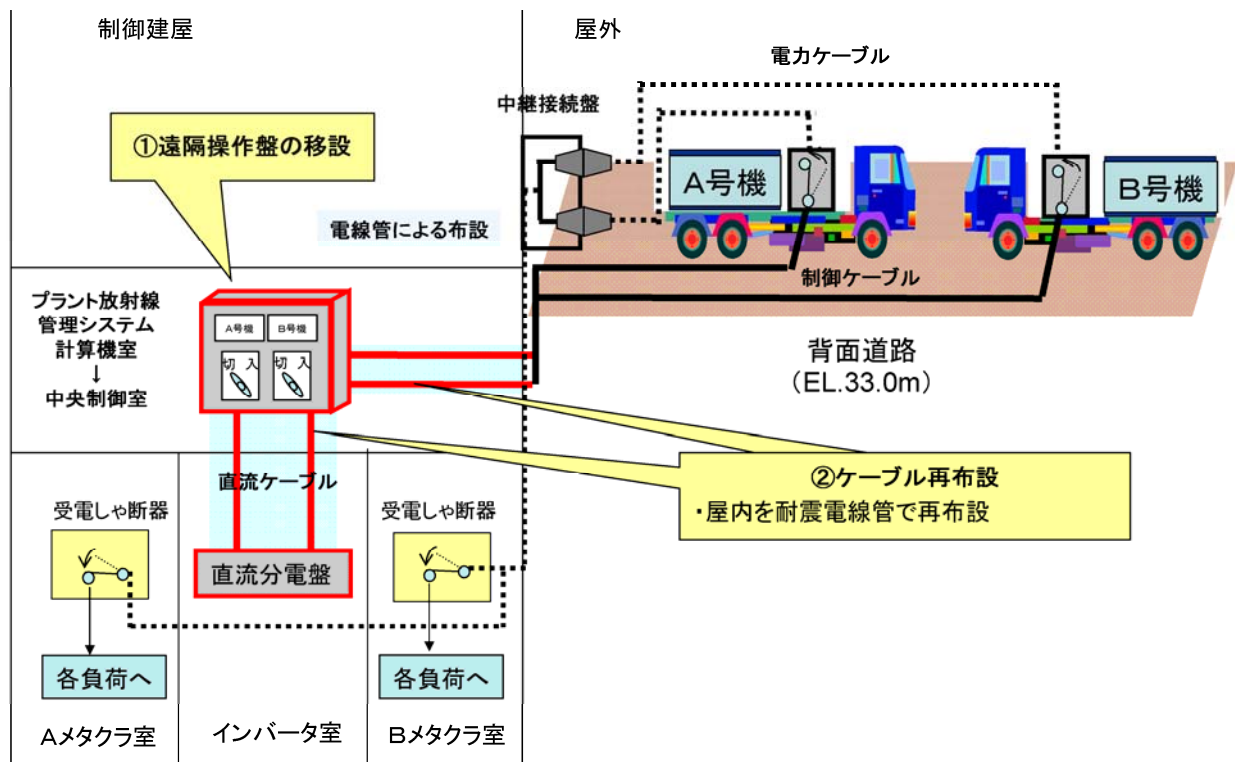 制御建屋
屋外
電力ケーブル
中継接続盤
①遠隔操作盤の移設
A号機
B号機
電線管による布設
制御ケーブル
プラント放射線
管理システム
計算機室
↓
中央制御室
A号機
B号機
切 入
切 入
背面道路
（EL.33.0m）
②ケーブル再布設
・屋内を耐震電線管で再布設
直流ケーブル
受電しゃ断器
受電しゃ断器
直流分電盤
各負荷へ
各負荷へ
Aメタクラ室
インバータ室
Bメタクラ室